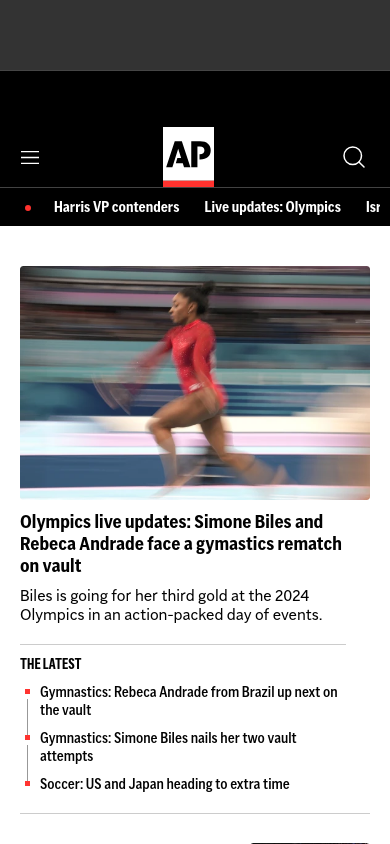 AP
Harris VP contenders Live updates: Olympics Isr
Olympics live updates: Simone Biles and
Rebeca Andrade face a gymastics rematch
on vault
Biles is going for her third gold at the 2024
Olympics in an action-packed day of events.
THE LATEST
Gymnastics: Rebeca Andrade from Brazil up next on
the vault
Gymnastics: Simone Biles nails her two vault
attempts
Soccer: US and Japan heading to extra time